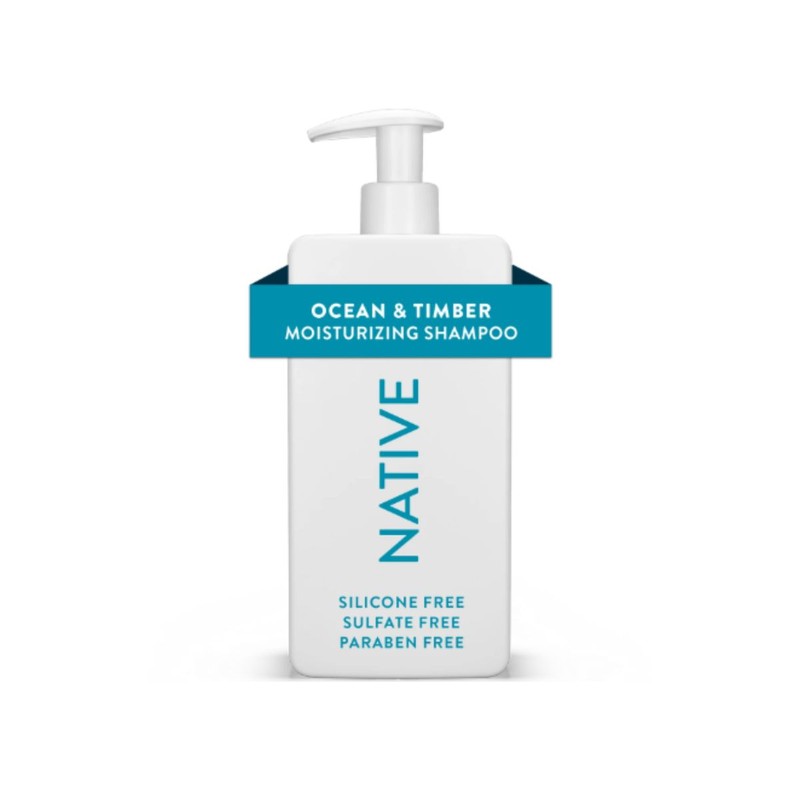 OCEAN & TIMBER
MOISTURIZING SHAMPOO
NATIVE
SILICONE FREE
SULFATE FREE
PARABEN FREE